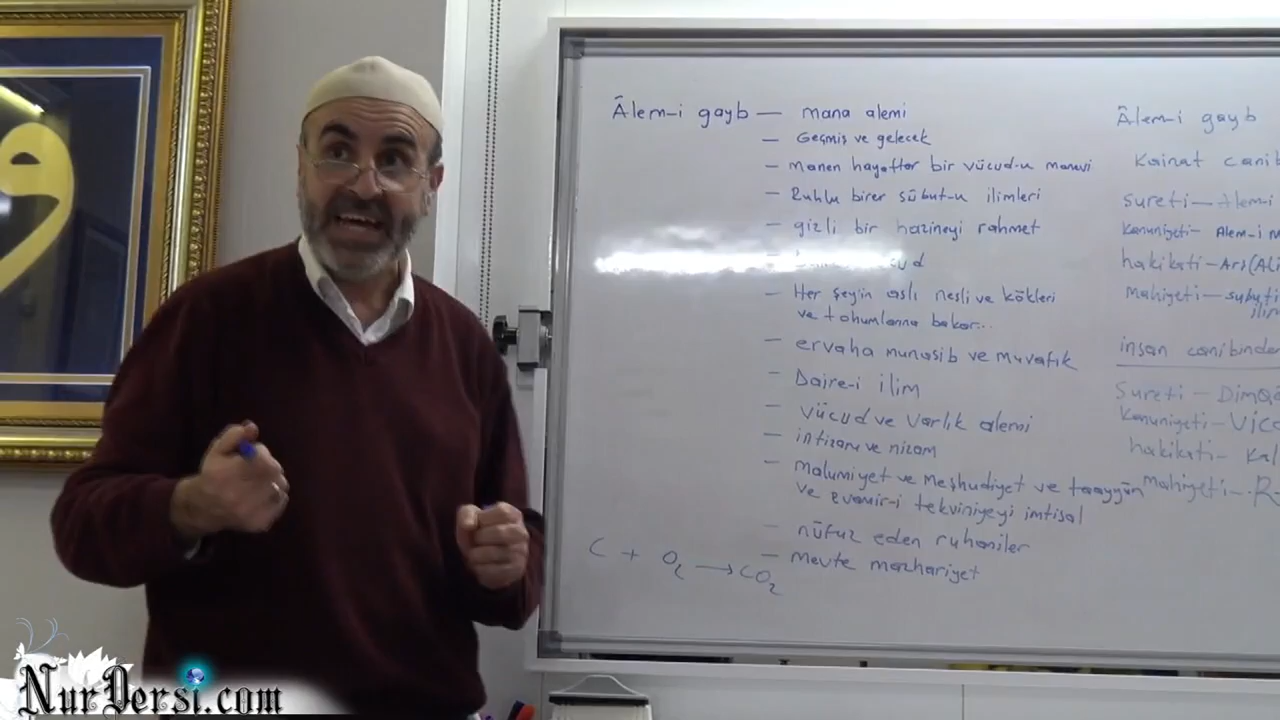 Âlem-i gayb — mana alemi
— Geçmiş ve gelecek
— manen hayattar bir vücud-u manevi
— Ruhlu birer sübut-u ilimleri
— gizli bir hazineyi rahmet
— Her şeyin aslı nesli ve kökleri
ve tohumlarına bakar...
— ervaha munasib ve muvafık
— Daire-i ilim
— vücud ve varlık alemi
— intizam ve nizam
— malumiyet ve meşhudiyet ve taayyün
ve evamir-i tekviniyeyi imtisal
— nüfuz eden ruhaniler
— mevte mazhariyet
C + O2 → CO2
Âlem-i gayb
Kainat
sureti — Alem-i
Kanuniyeti - Alem-i
hakikati - Arş
mahiyeti —
insan canibinden
Sureti -
Kanuniyeti -
hakikati -
mahiyeti -
NurDersi.com